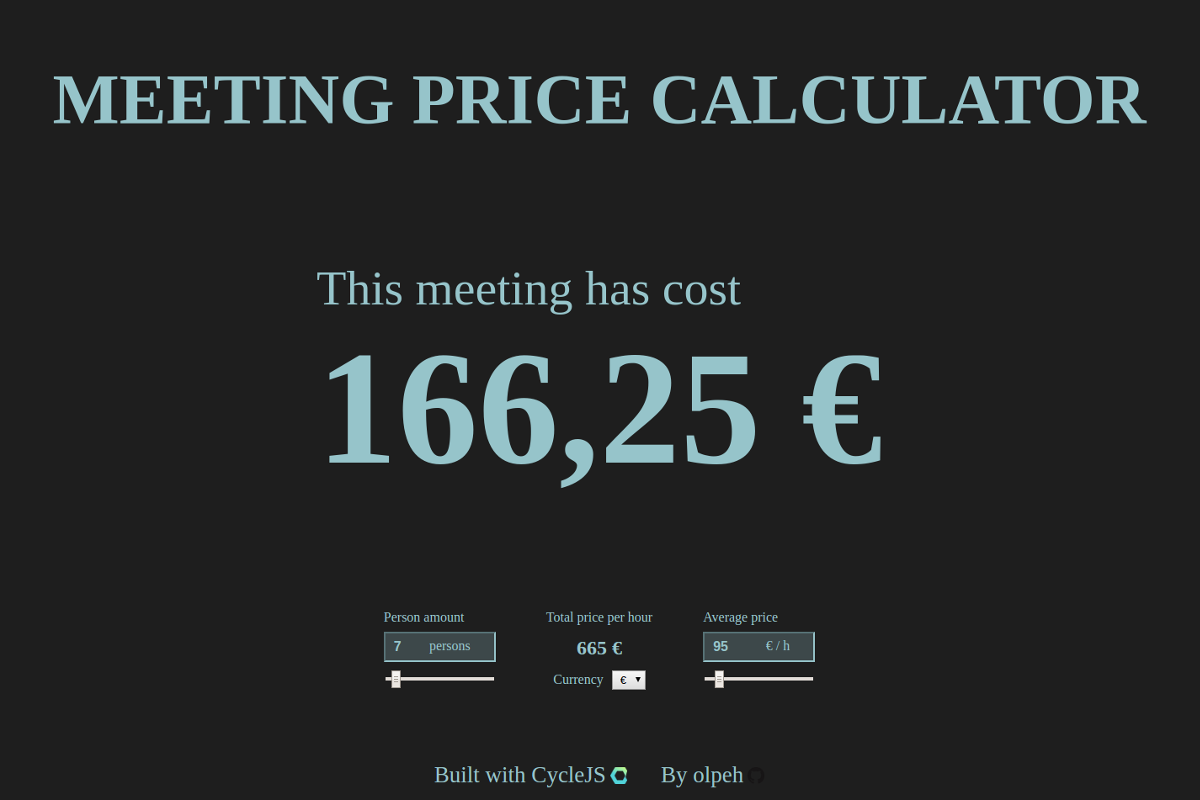 MEETING PRICE CALCULATOR
This meeting has cost
166,25 €
Person amount
7 persons
Total price per hour
665 €
Currency €
Average price
95 € / h
Built with CycleJS By olpeh